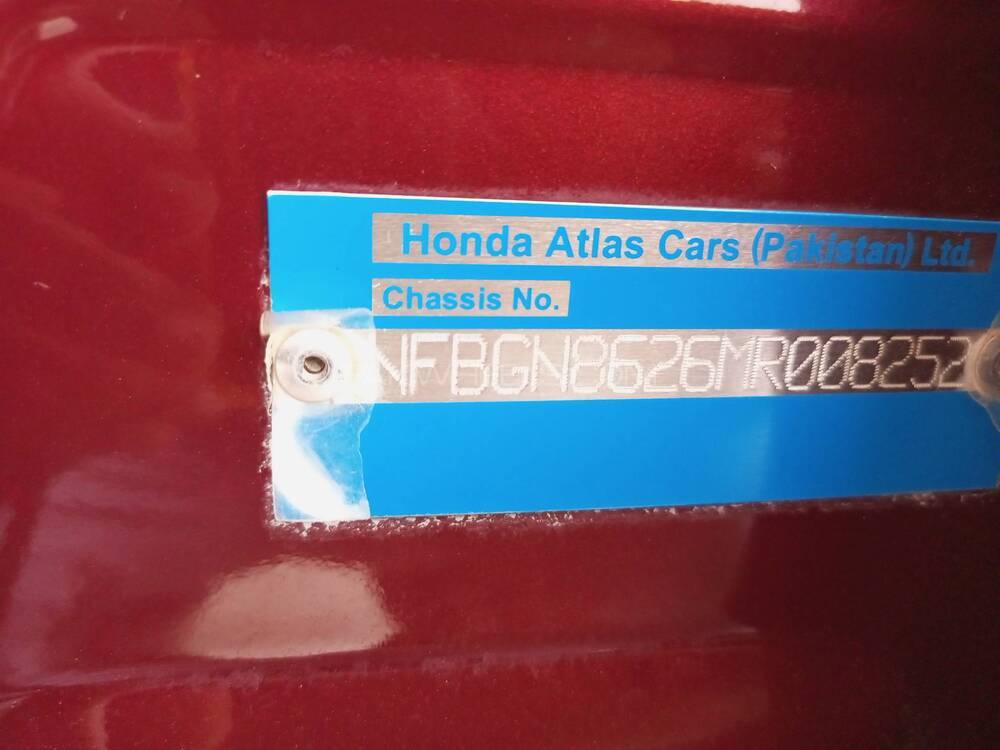 Honda Atlas Cars (Pakistan) Ltd.
Chassis No.
NFBGN8626MR008252